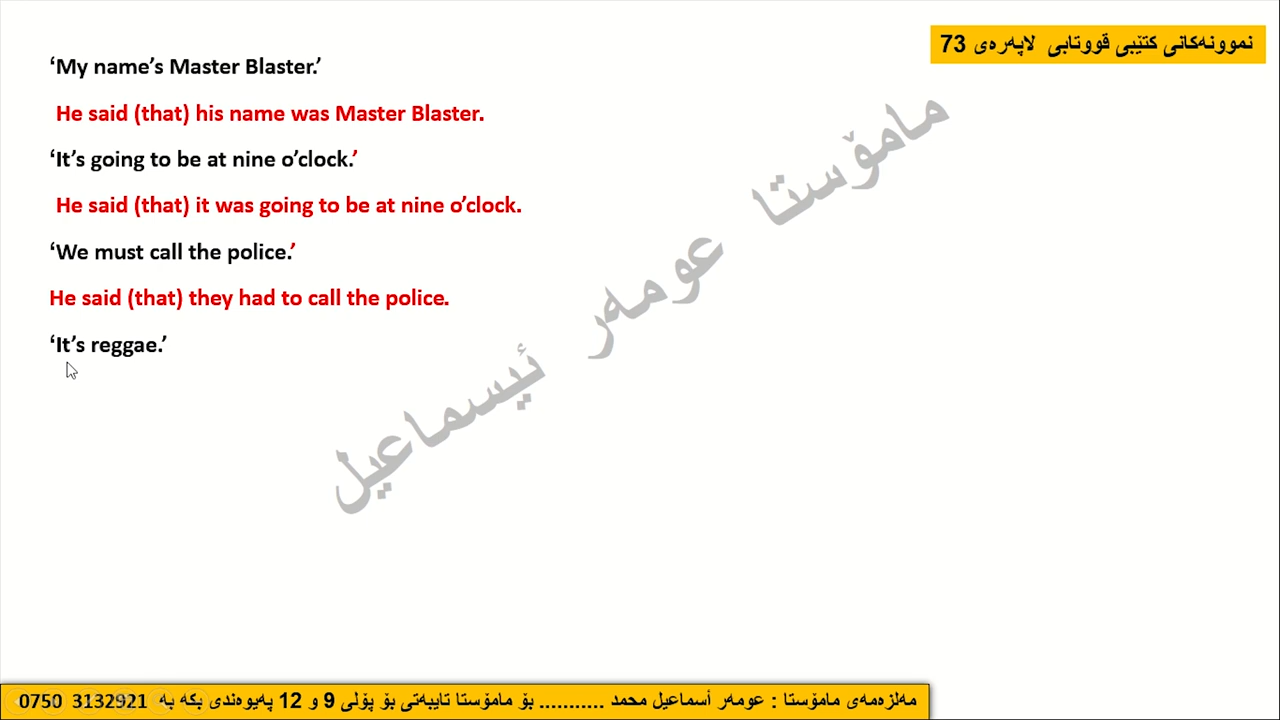 نموونەکانی کتێبی قووتابی لاپەرەی 73
‘My name’s Master Blaster.’
He said (that) his name was Master Blaster.
‘It’s going to be at nine o’clock.’
He said (that) it was going to be at nine o’clock.
‘We must call the police.’
He said (that) they had to call the police.
‘It’s reggae.’
مامۆستا عومەر ئیسماعیل
مەلزەمەی مامۆستا : عومەر أسماعیل محمد ........... بۆ مامۆستا تایبەتی بۆ پۆلی 9 و 12 پەیوەندی بکە بە 0750 3132921